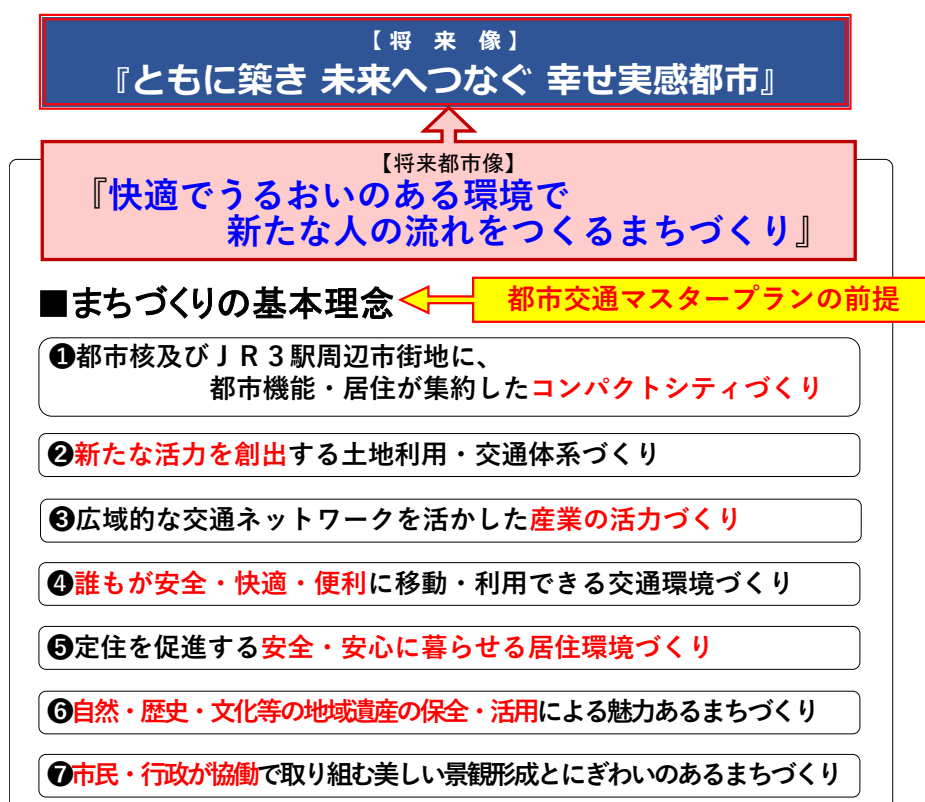 【将来像】
『ともに築き 未来へつなぐ 幸せ実感都市』
【将来都市像】
『快適でうるおいのある環境で
新たな人の流れをつくるまちづくり』
■まちづくりの基本理念
都市交通マスタープランの前提
❶都市核及びＪＲ３駅周辺市街地に、
都市機能・居住が集約したコンパクトシティづくり
❷新たな活力を創出する土地利用・交通体系づくり
❸広域的な交通ネットワークを活かした産業の活力づくり
❹誰もが安全・快適・便利に移動・利用できる交通環境づくり
❺定住を促進する安全・安心に暮らせる居住環境づくり
❻自然・歴史・文化等の地域遺産の保全・活用による魅力あるまちづくり
❼市民・行政が協働で取り組む美しい景観形成とにぎわいのあるまちづくり